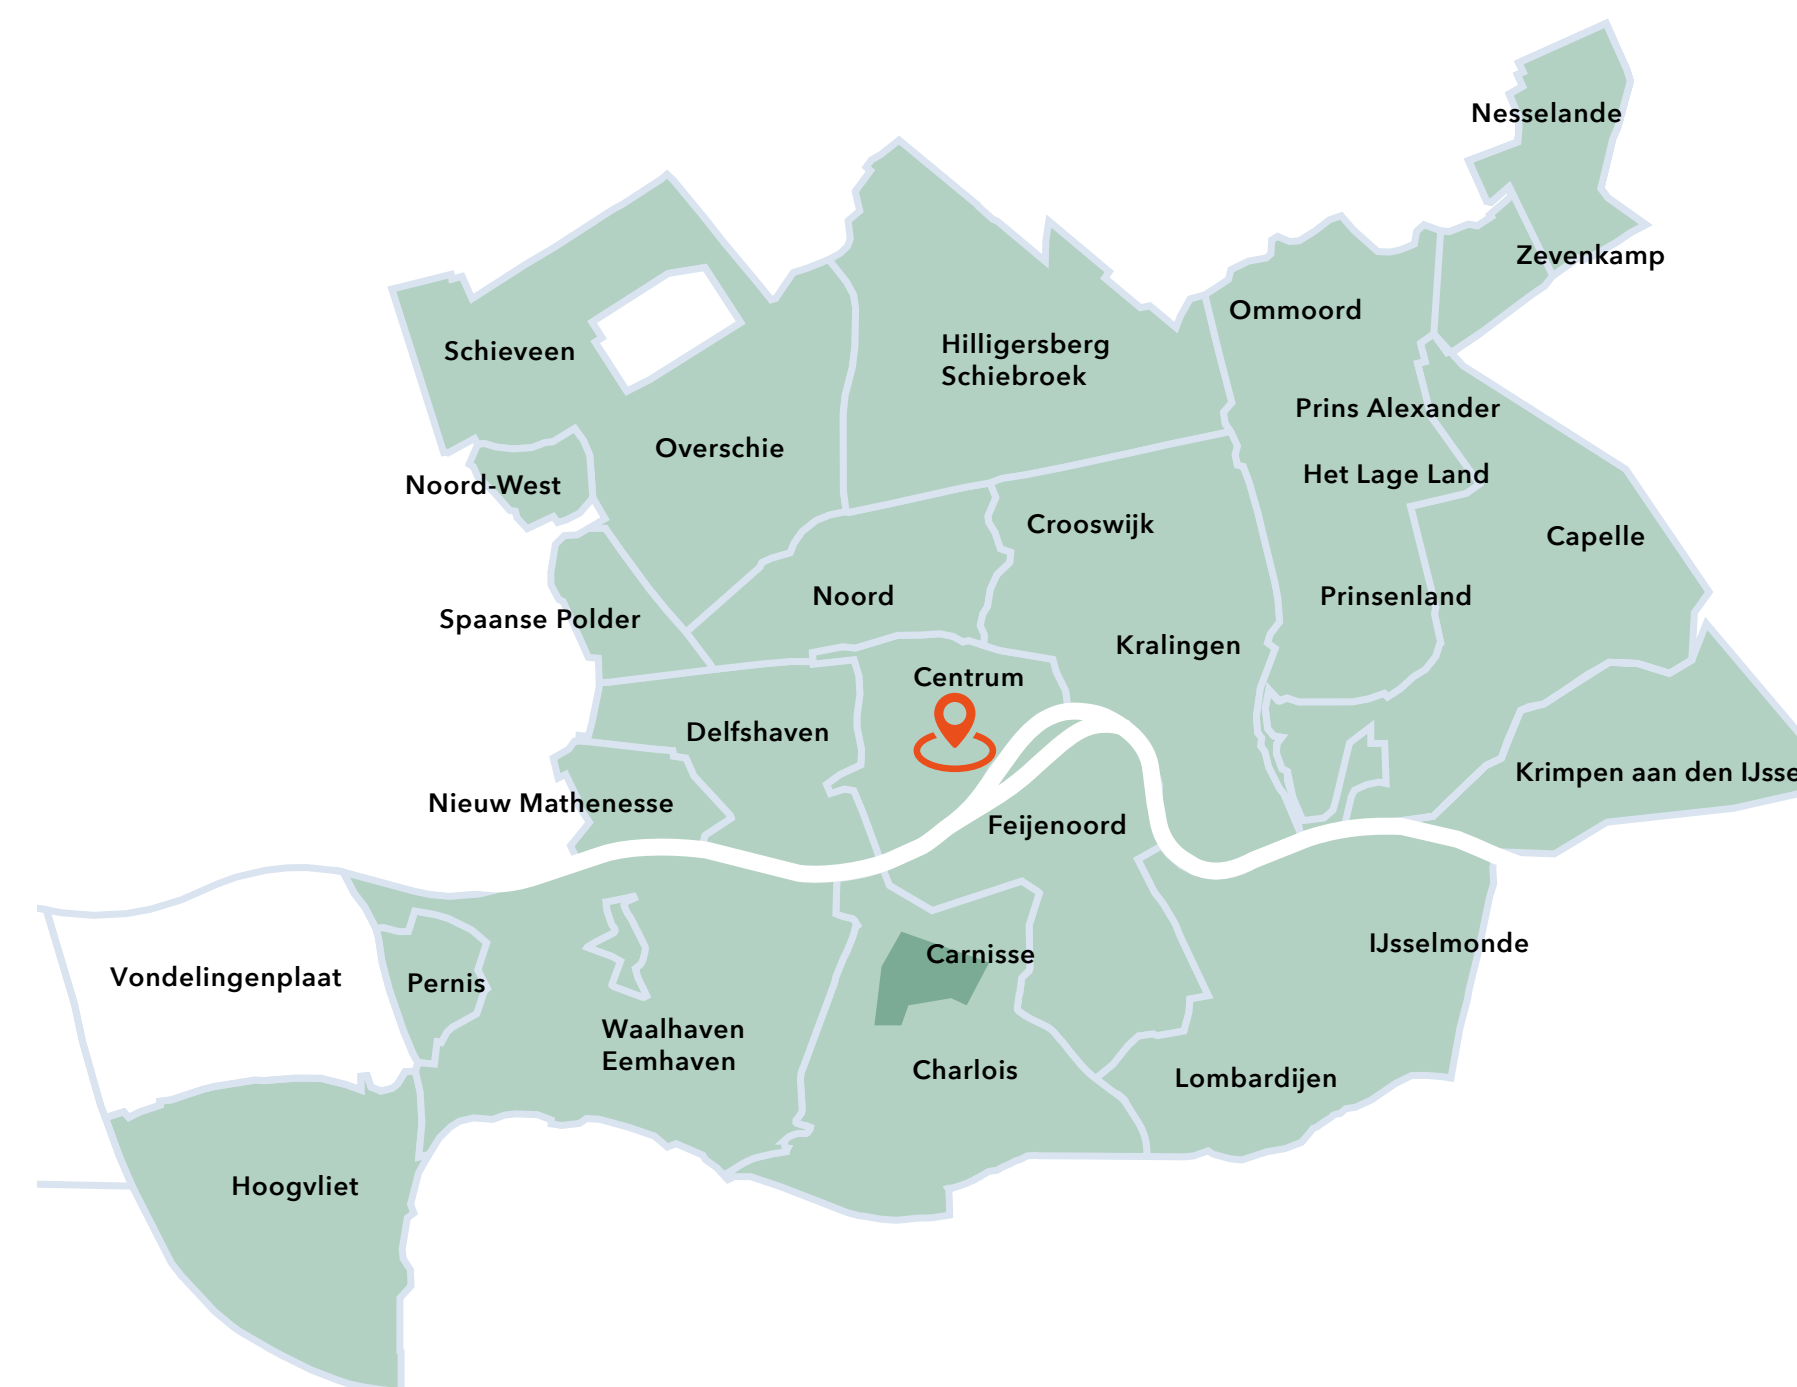 Nesselande
Zevenkamp
Ommoord
Hilligersberg
Schiebroek
Schieveen
Prins Alexander
Overschie
Het Lage Land
Noord-West
Crooswijk
Capelle
Noord
Prinsenland
Spaanse Polder
Kralingen
Centrum
Delfshaven
Krimpen aan den IJsse
Nieuw Mathenesse
Feijenoord
IJsselmonde
Carnisse
Vondelingenplaat
Pernis
Waalhaven
Eemhaven
Charlois
Lombardijen
Hoogvliet